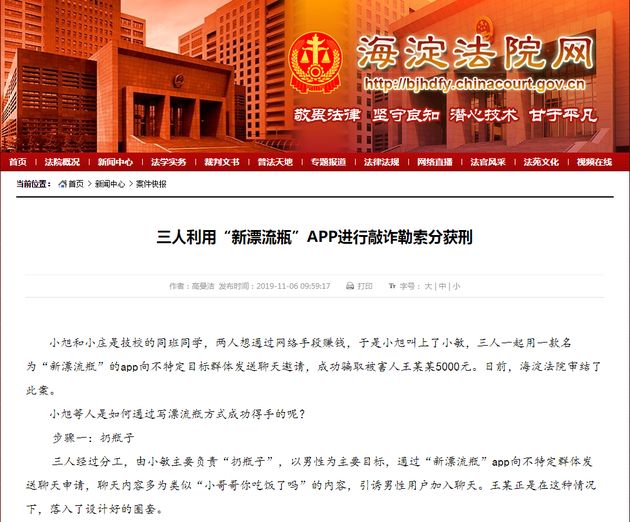 海淀法院网
http://bjhdfy.chinacourt.gov.cn
敬畏法律 坚守良知 潜心技术 甘于平凡
首页 | 法院概况 | 新闻中心 | 法学实务 | 裁判文书 | 普法天地 | 专题报道 | 法律法规 | 网络直播 | 法官风采 | 法苑文化 | 视频在线
当前位置： 首页 > 新闻中心 > 案件快报
三人利用“新漂流瓶”APP进行敲诈勒索分获刑
作者：高曼洁 发布时间：2019-11-06 09:59:17 打印 字号： 大 | 中 | 小
小旭和小庄是技校的同班同学，两人想通过网络手段赚钱，于是小旭叫上了小敏，三人一起用一款名
为“新漂流瓶”的app向不特定目标群体发送聊天邀请，成功骗取被害人王某某5000元。日前，海淀法院审结了
此案。
小旭等人是如何通过写漂流瓶方式成功得手的呢？
步骤一：扔瓶子
三人经过分工，由小敏主要负责“扔瓶子”，以男性为主要目标，通过“新漂流瓶”app向不特定群体发
送聊天申请，聊天内容多为类似“小哥哥你吃饭了吗”的内容，引诱男性用户加入聊天。王某正是在这种情况
下，落入了设计好的圈套。